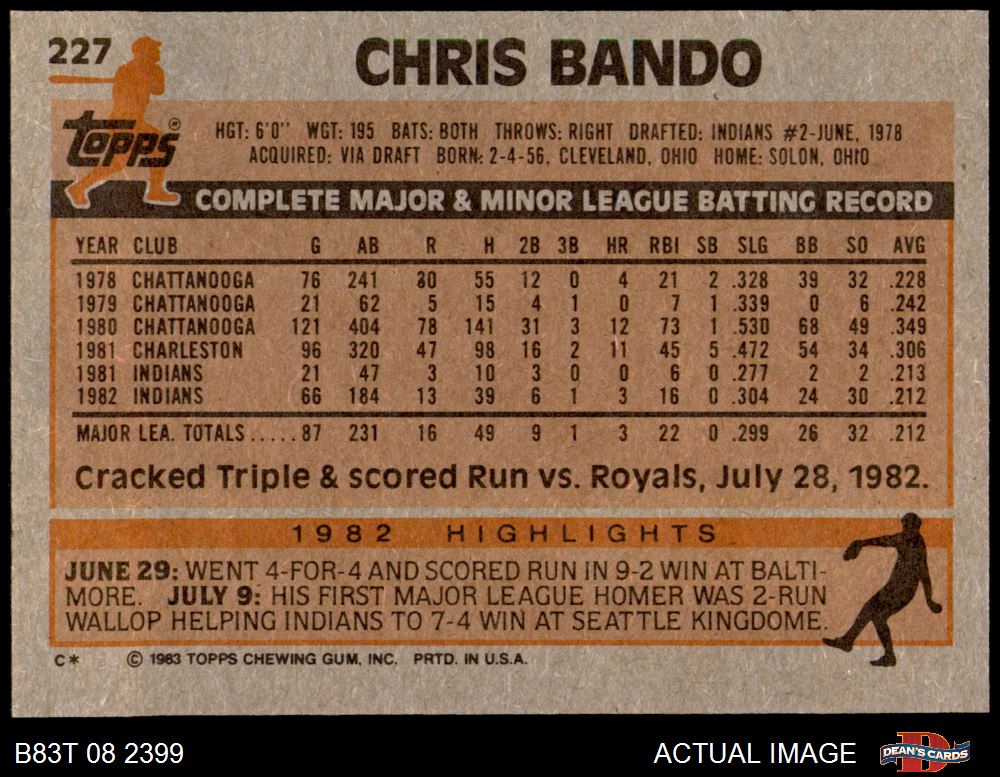 227
CHRIS BANDO
topps®
HGT: 6'0" WGT: 195 BATS: BOTH THROWS: RIGHT DRAFTED: INDIANS #2-JUNE, 1978
ACQUIRED: VIA DRAFT BORN: 2-4-56, CLEVELAND, OHIO HOME: SOLON, OHIO
COMPLETE MAJOR & MINOR LEAGUE BATTING RECORD
YEAR CLUB G AB R H 2B 3B HR RBI SB SLG BB SO AVG
1978 CHATTANOOGA 76 241 30 55 12 0 4 21 2 .328 39 32 .228
1979 CHATTANOOGA 21 62 5 15 4 1 0 7 1 .339 0 6 .242
1980 CHATTANOOGA 121 404 78 141 31 3 12 73 1 .530 68 49 .349
1981 CHARLESTON 96 320 47 98 16 2 11 45 5 .472 54 34 .306
1981 INDIANS 21 47 3 10 3 0 0 6 0 .277 2 2 .213
1982 INDIANS 66 184 13 39 6 1 3 16 0 .304 24 30 .212
MAJOR LEA. TOTALS.....87 231 16 49 9 1 3 22 0 .299 26 32 .212
Cracked Triple & scored Run vs. Royals, July 28, 1982.
1982 HIGHLIGHTS
JUNE 29: WENT 4-FOR-4 AND SCORED RUN IN 9-2 WIN AT BALTI-
MORE. JULY 9: HIS FIRST MAJOR LEAGUE HOMER WAS 2-RUN
WALLOP HELPING INDIANS TO 7-4 WIN AT SEATTLE KINGDOME.
C* © 1983 TOPPS CHEWING GUM, INC. PRTD. IN U.S.A.
B83T 08 2399 ACTUAL IMAGE D DEAN'S CARDS